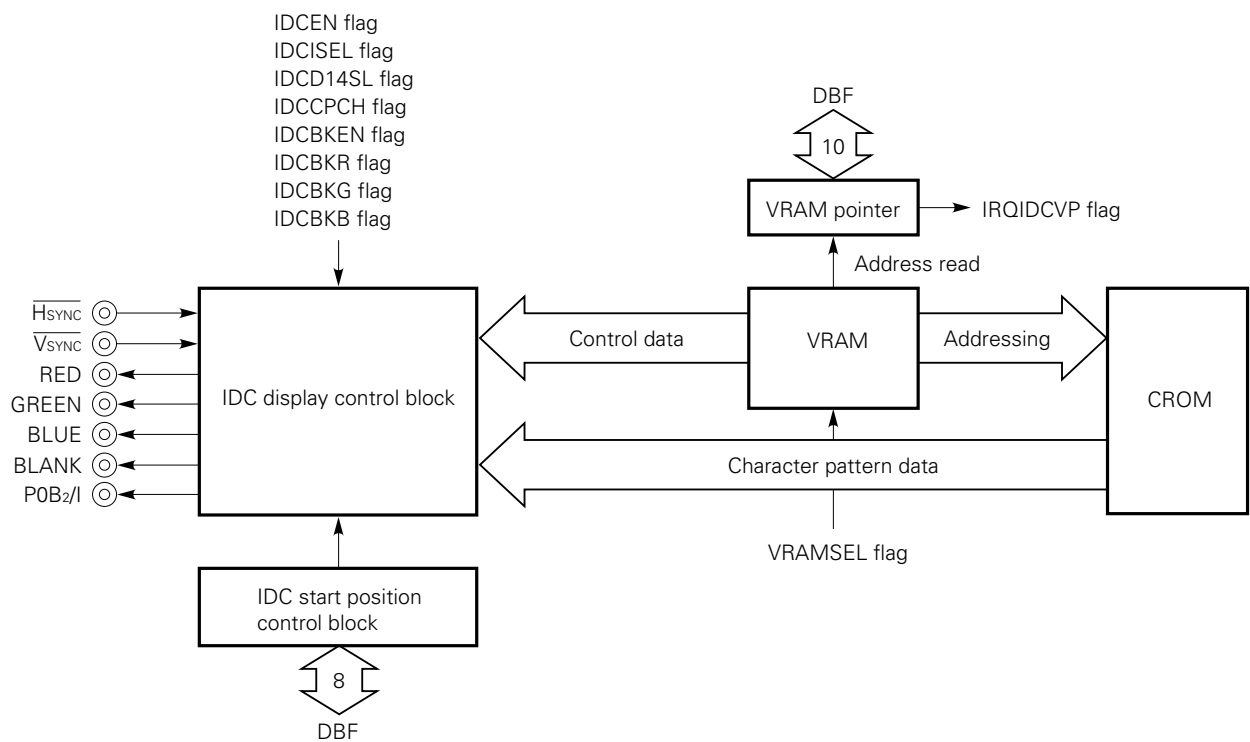 IDCEN flag
IDCISEL flag
IDCD14SL flag
IDCCPCH flag
IDCBKEN flag
IDCBKR flag
IDCBKG flag
IDCBKB flag
DBF
10
VRAM pointer
IRQIDCVP flag
Address read
HSYNC
VSYNC
RED
GREEN
BLUE
BLANK
P0B2/I
IDC display control block
Control data
VRAM
Addressing
CROM
Character pattern data
VRAMSEL flag
IDC start position
control block
8
DBF